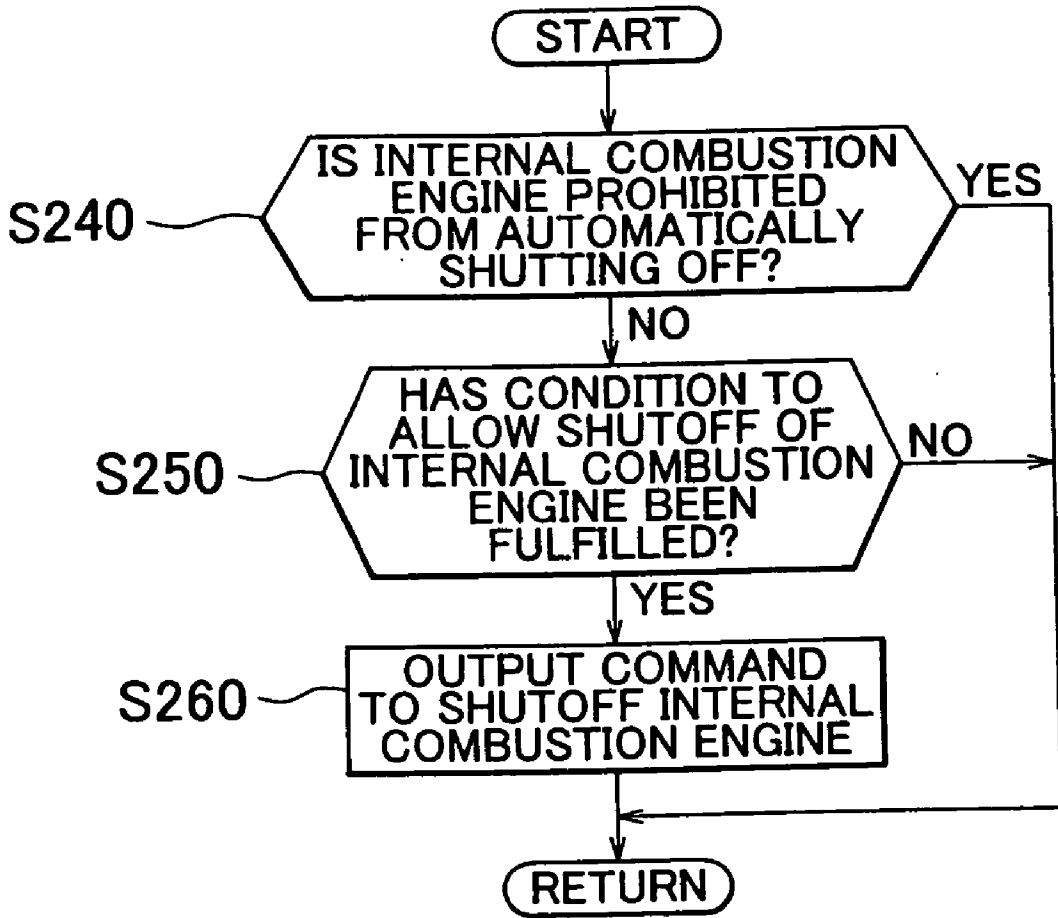 START
IS INTERNAL COMBUSTION
ENGINE PROHIBITED
FROM AUTOMATICALLY
SHUTTING OFF?
YES
S240
NO
HAS CONDITION TO
ALLOW SHUTOFF OF
INTERNAL COMBUSTION
ENGINE BEEN
FULFILLED?
NO
S250
YES
OUTPUT COMMAND
TO SHUTOFF INTERNAL
COMBUSTION ENGINE
S260
RETURN